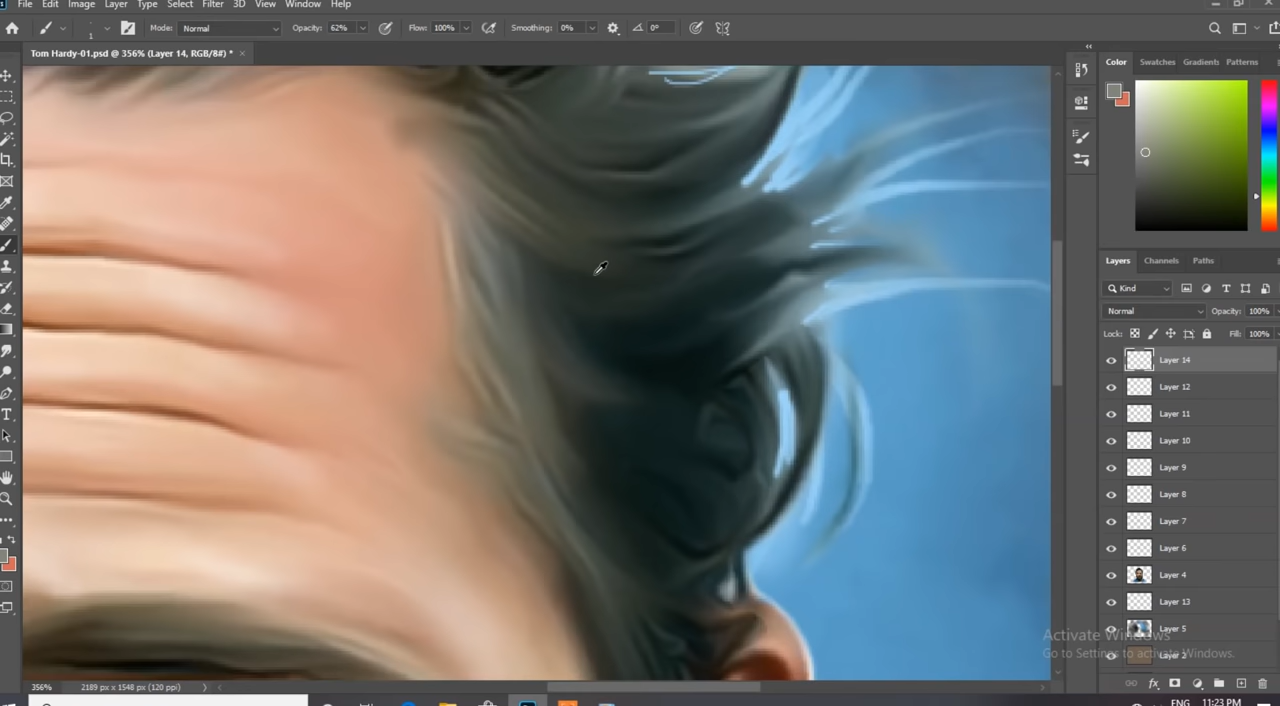 File Edit Image Layer Type Select Filter 3D View Window Help
1 Mode: Normal Opacity: 62% Flow: 100% Smoothing: 0% 0°
Tom Hardy-01.psd @ 356% (Layer 14, RGB/8#) * ×
Color Swatches Gradients Patterns
Layers Channels Paths
Kind
Normal Opacity: 100%
Lock: Fill: 100%
Layer 14
Layer 12
Layer 11
Layer 10
Layer 9
Layer 8
Layer 7
Layer 6
Layer 4
Layer 13
Layer 5
Layer 2
Activate Windows
Go to Settings to activate Windows.
356% 2189 px x 1548 px (120 ppi)
ENG 11:23 PM